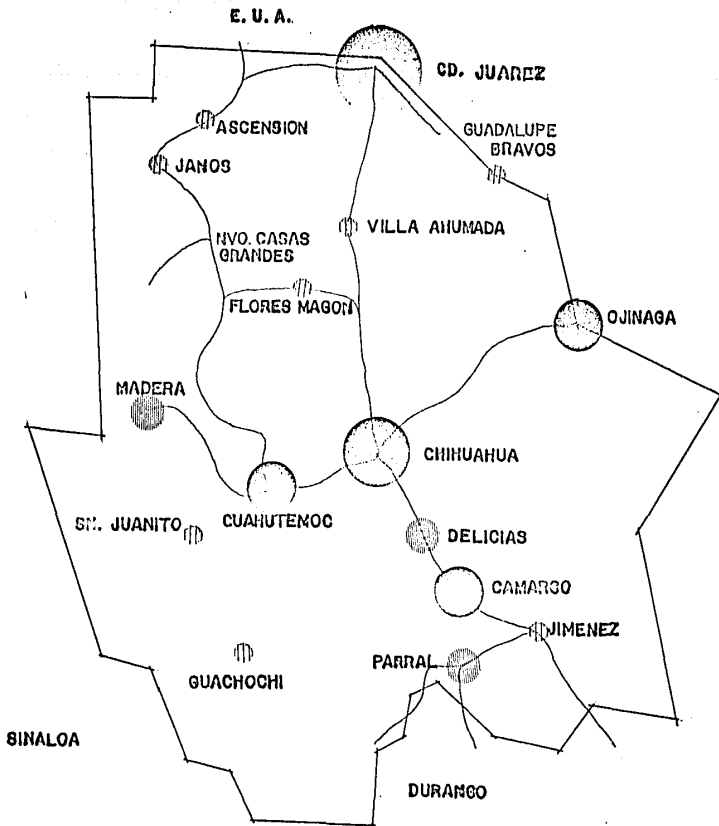 E. U. A.
CD. JUAREZ
GUADALUPE
BRAVOS
ASCENSION
JANOS
VILLA AHUMADA
NVO. CASAS
GRANDES
FLORES MAGON
OJINAGA
MADERA
CHIHUAHUA
SN. JUANITO
CUAHUTEMOC
DELICIAS
CAMARGO
JIMENEZ
PARRAL
GUACHOCHI
SINALOA
DURANGO